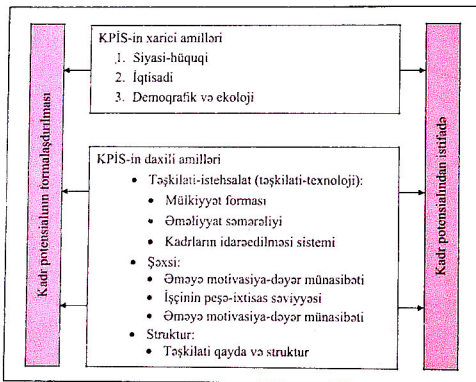 KPİS-in xarici amilləri
1. Siyasi-hüquqi
2. İqtisadi
3. Demoqrafik və ekoloji
Kadr potensialının formalaşdırılması
Kadr potensialından istifadə
KPİS-in daxili amilləri
• Təşkilati-istehsalat (təşkilati-texnoloji):
• Mülkiyyət forması
• Əməliyyat səmərəliyi
• Kadrların idarəedilməsi sistemi
• Şəxsi:
• Əməyə motivasiya-dəyər münasibəti
• İşçinin peşə-ixtisas səviyyəsi
• Əməyə motivasiya-dəyər münasibəti
• Struktur:
• Təşkilati qayda və struktur